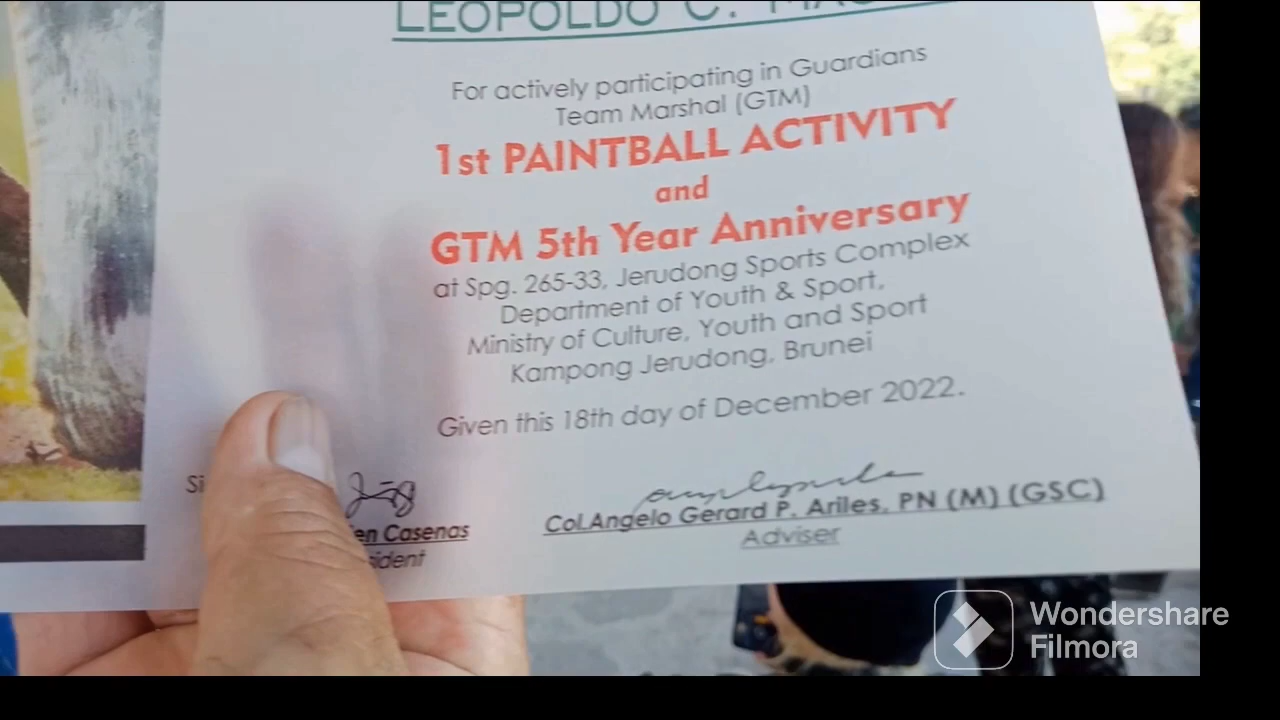 LEOPOLDO C.
For actively participating in Guardians
Team Marshal (GTM)
1st PAINTBALL ACTIVITY
and
GTM 5th Year Anniversary
at Spg. 265-33, Jerudong Sports Complex
Department of Youth & Sport,
Ministry of Culture, Youth and Sport
Kampong Jerudong, Brunei
Given this 18th day of December 2022.
Casenas
Col.Angelo Gerard P. Ariles, PN (M) (GSC)
Adviser
Wondershare
Filmora